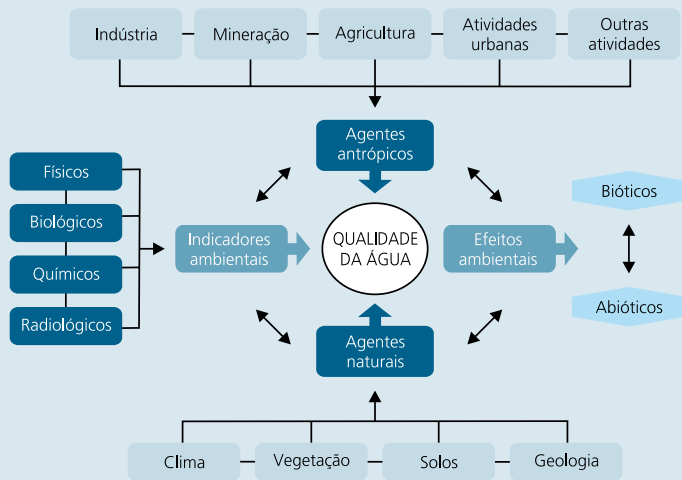 Indústria
Mineração
Agricultura
Atividades
urbanas
Outras
atividades
Agentes
antrópicos
Físicos
Biológicos
Químicos
Radiológicos
Indicadores
ambientais
QUALIDADE
DA ÁGUA
Efeitos
ambientais
Bióticos
Abióticos
Agentes
naturais
Clima
Vegetação
Solos
Geologia